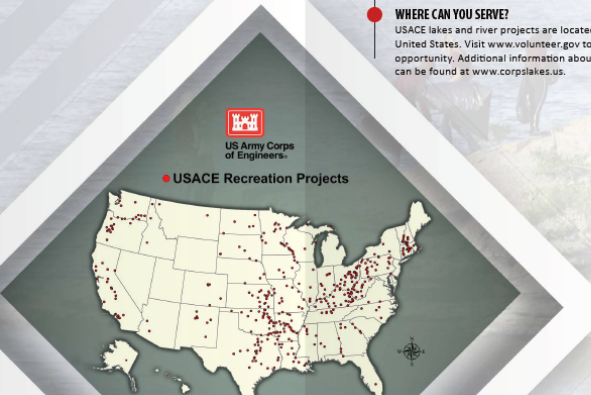 WHERE CAN YOU SERVE?
USACE lakes and river projects are located
United States. Visit www.volunteer.gov to
opportunity. Additional information abou
can be found at www.corpslakes.us.
US Army Corps
of Engineers®
USACE Recreation Projects